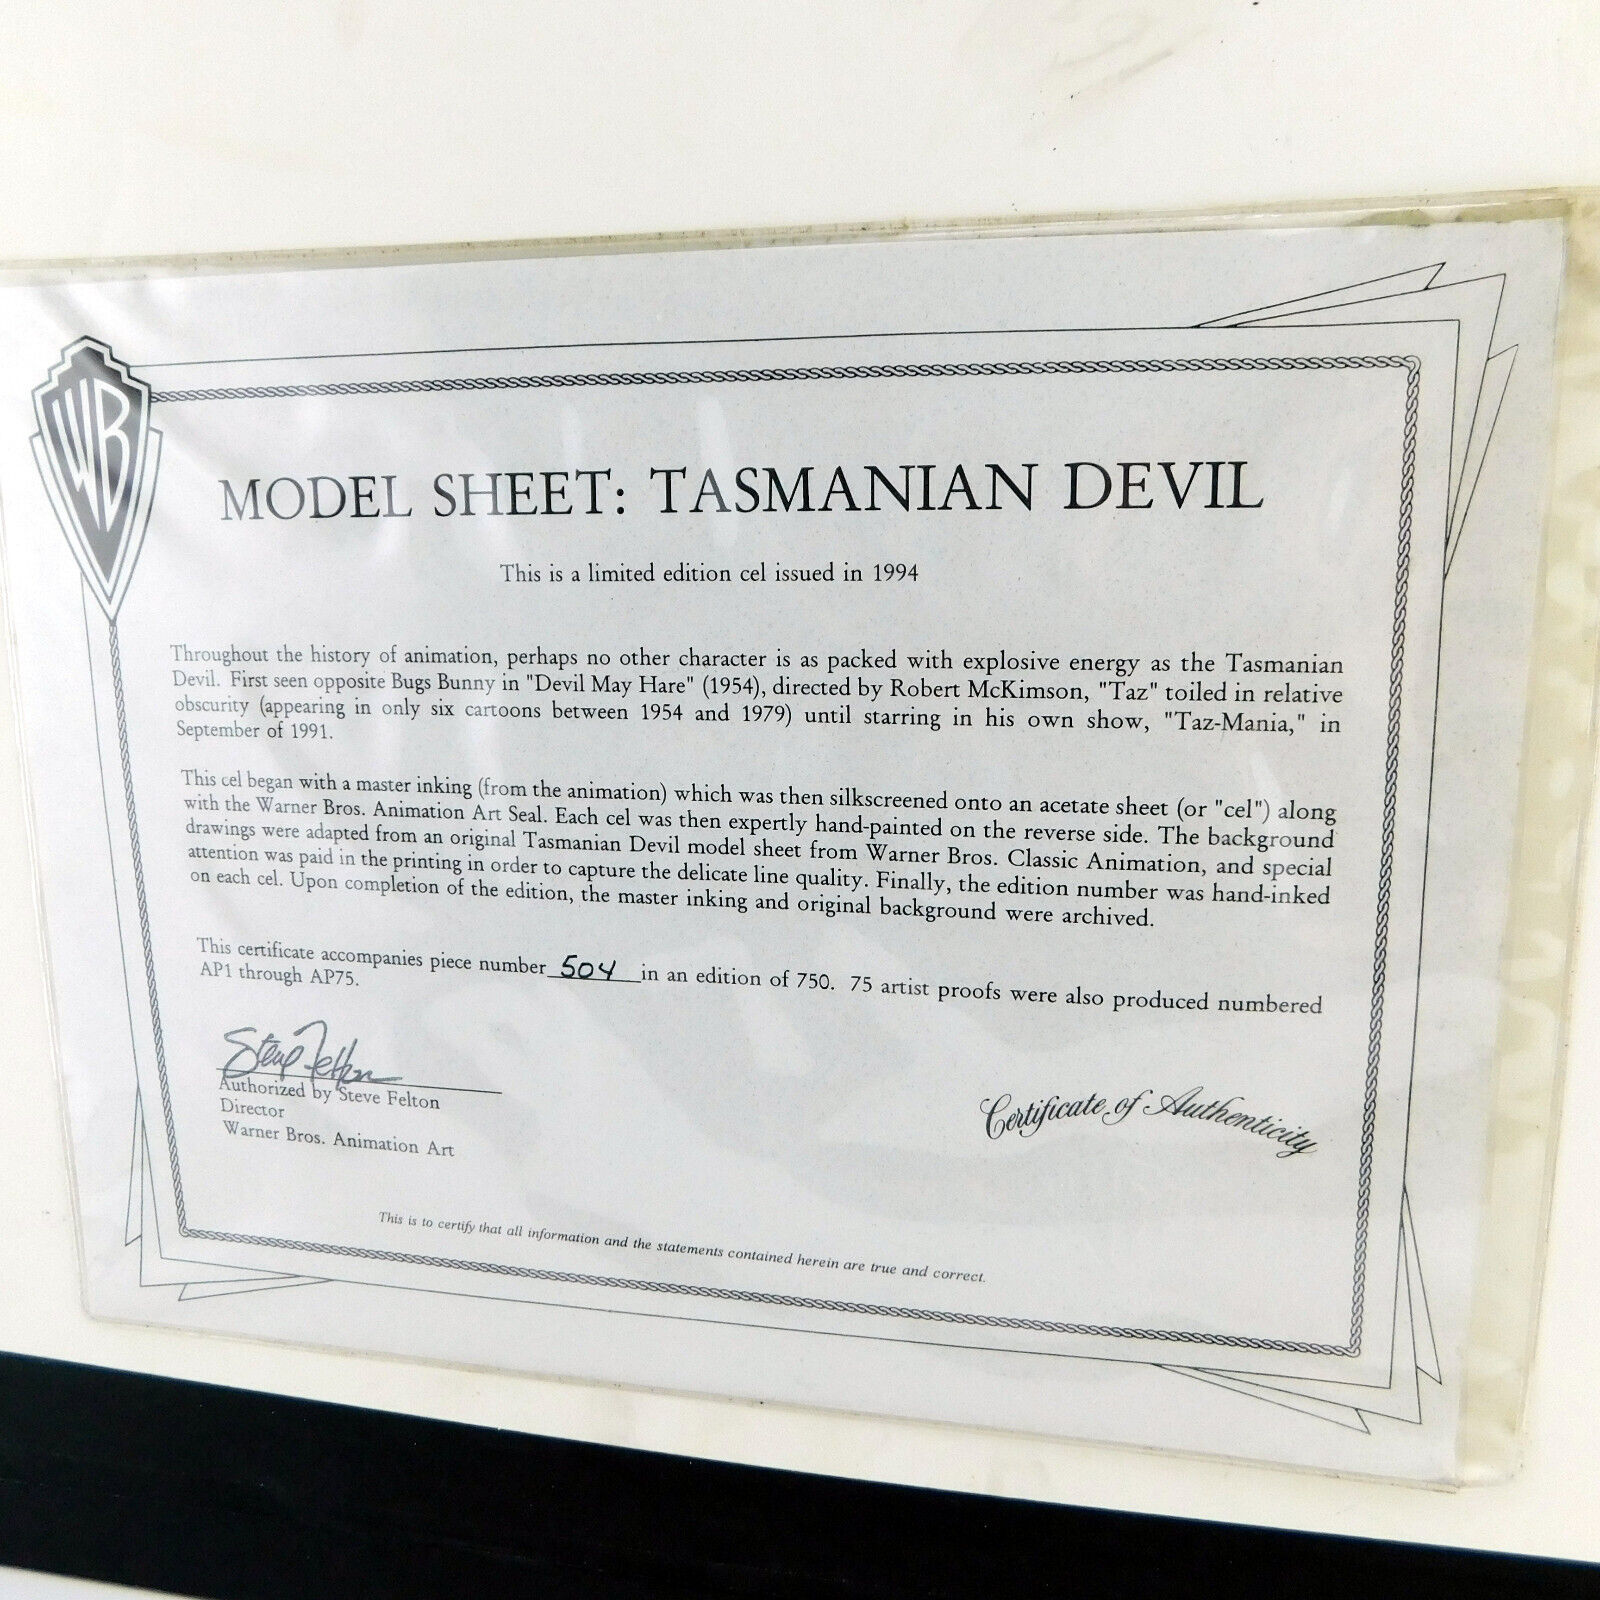 WB
MODEL SHEET: TASMANIAN DEVIL
This is a limited edition cel issued in 1994
Throughout the history of animation, perhaps no other character is as packed with explosive energy as the Tasmanian
Devil. First seen opposite Bugs Bunny in "Devil May Hare" (1954), directed by Robert McKimson, "Taz" toiled in relative
obscurity (appearing in only six cartoons between 1954 and 1979) until starring in his own show, "Taz-Mania," in
September of 1991.
This cel began with a master inking (from the animation) which was then silkscreened onto an acetate sheet (or "cel") along
with the Warner Bros. Animation Art Seal. Each cel was then expertly hand-painted on the reverse side. The background
drawings were adapted from an original Tasmanian Devil model sheet from Warner Bros. Classic Animation, and special
attention was paid in the printing in order to capture the delicate line quality. Finally, the edition number was hand-inked
on each cel. Upon completion of the edition, the master inking and original background were archived.
This certificate accompanies piece number 504 in an edition of 750. 75 artist proofs were also produced numbered
AP1 through AP75.
Steve Felton
Authorized by Steve Felton
Director
Warner Bros. Animation Art
Certificate of Authenticity
This is to certify that all information and the statements contained herein are true and correct.